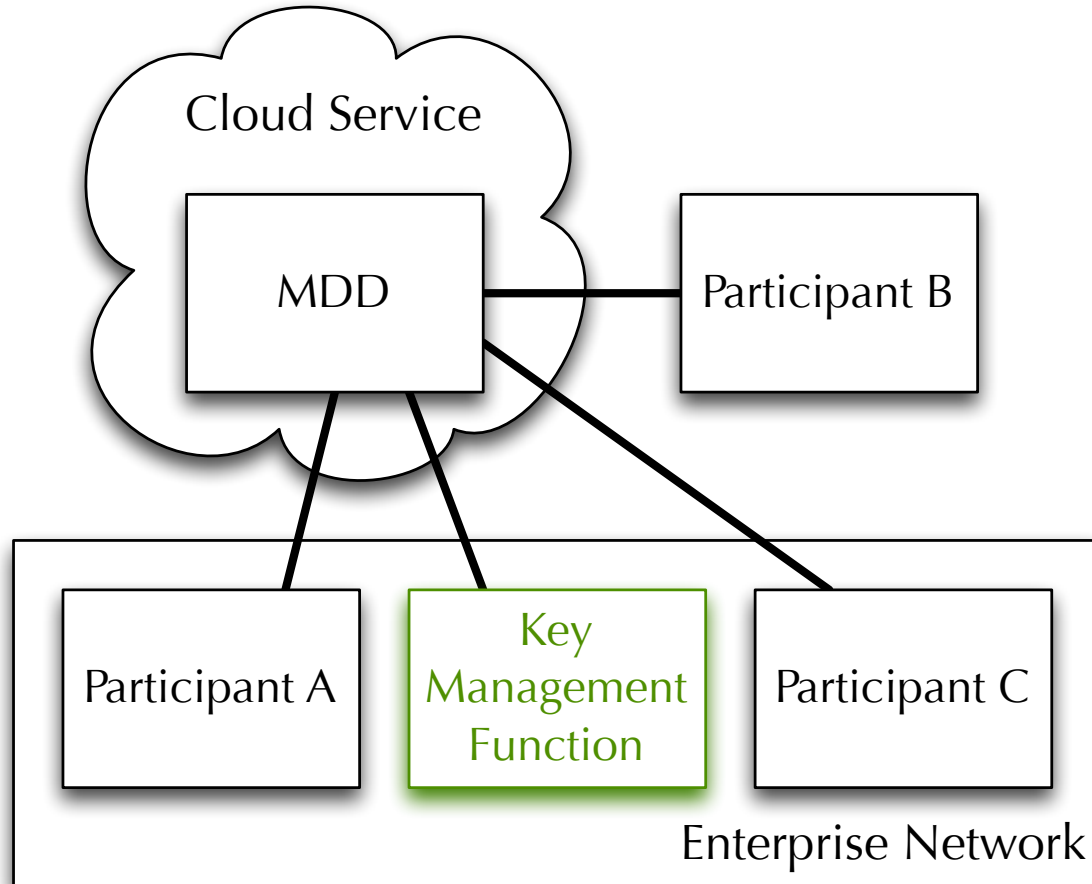 Cloud Service
MDD
Participant B
Participant A
Key
Management
Function
Participant C
Enterprise Network